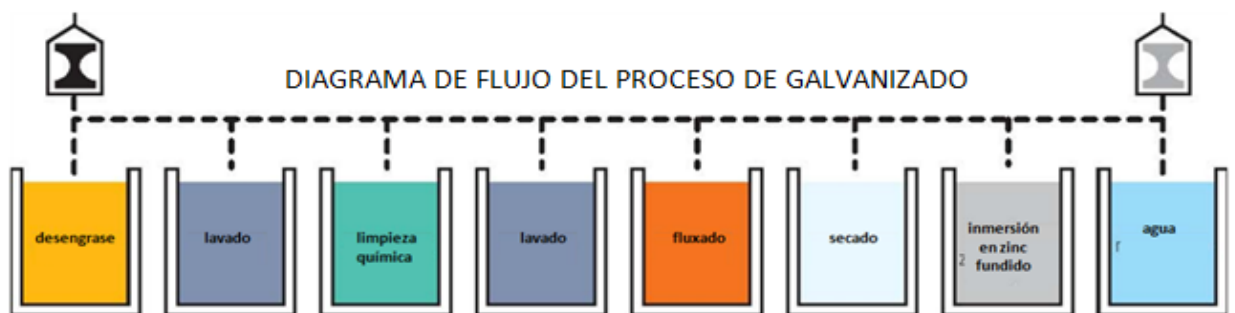 DIAGRAMA DE FLUJO DEL PROCESO DE GALVANIZADO
desengrase
lavado
limpieza
química
lavado
fluxado
secado
inmersión
en zinc
fundido
2
agua
r